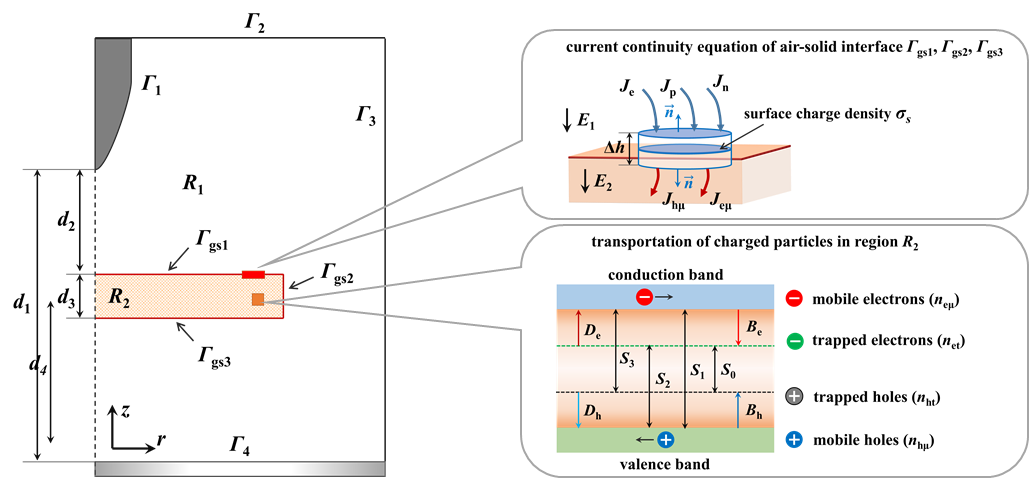 Γ2
Γ1
Γ3
R1
d2
Γgs1
Γgs2
d1
d3
R2
Γgs3
d4
z
r
Γ4
current continuity equation of air-solid interface Γgs1, Γgs2, Γgs3
Je
Jp
Jn
n
surface charge density σs
E1
Δh
E2
n
Jhμ
Jeμ
transportation of charged particles in region R2
conduction band
mobile electrons (neμ)
De
Be
trapped electrons (net)
S3
S2
S1
S0
trapped holes (nht)
Dh
Bh
mobile holes (nhμ)
valence band